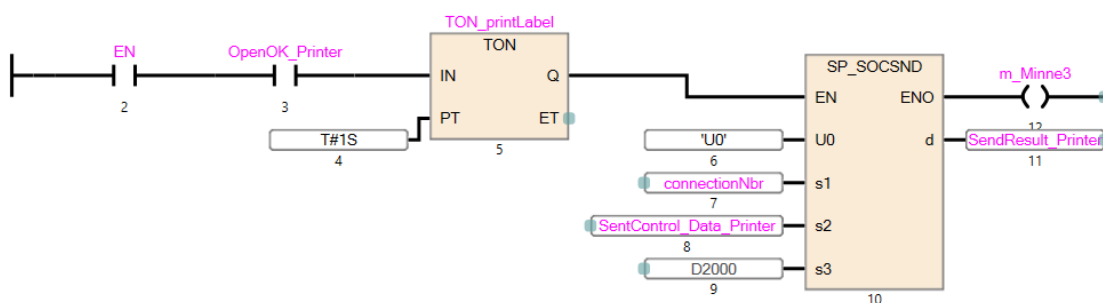 TON_printLabel
EN
OpenOK_Printer
TON
IN
Q
PT
ET
2
3
T#1S
4
5
SP_SOCSND
m_Minne3
EN
ENO
12
'U0'
U0
d
SendResult_Printer
6
11
connectionNbr
s1
7
SentControl_Data_Printer
s2
8
D2000
s3
9
10